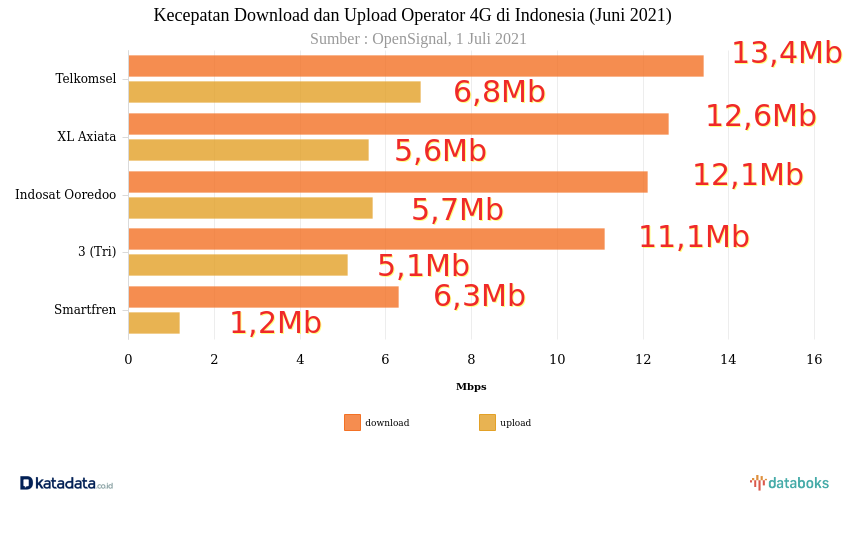 Kecepatan Download dan Upload Operator 4G di Indonesia (Juni 2021)
Sumber : OpenSignal, 1 Juli 2021
13,4Mb
Telkomsel
6,8Mb
12,6Mb
XL Axiata
5,6Mb
12,1Mb
Indosat Ooredoo
5,7Mb
11,1Mb
3 (Tri)
5,1Mb
6,3Mb
Smartfren
1,2Mb
0 2 4 6 8 10 12 14 16
Mbps
download upload
katadata.co.id databoks